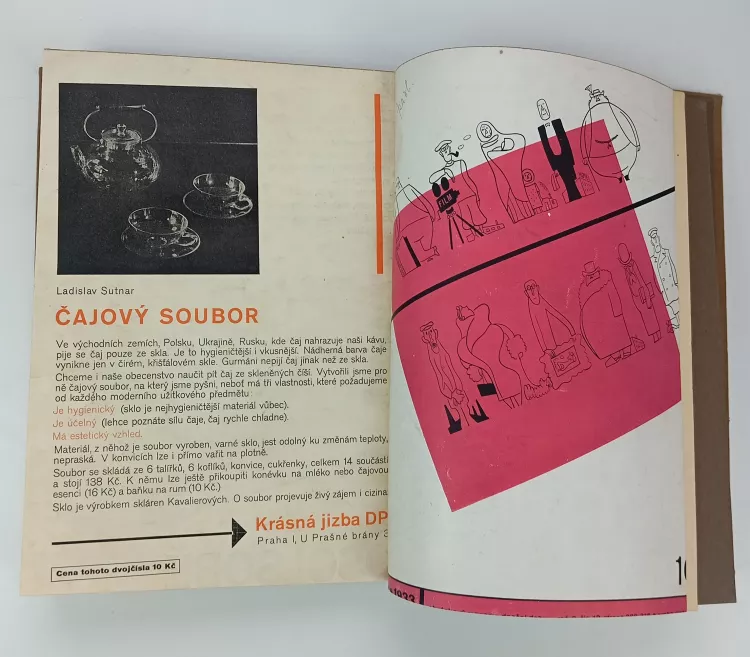 Ladislav Sutnar
ČAJOVÝ SOUBOR
Ve východních zemích, Polsku, Ukrajině, Rusku, kde čaj nahrazuje naši kávu,
pije se čaj pouze ze skla. Je to hygieničtější i vkusnější. Nádherná barva čaje
vynikne jen v čirém, křišťálovém skle. Gurmáni nepijí čaj jinak než ze skla.
Chceme i naše obecenstvo naučit pít čaj ze skleněných číší. Vytvořili jsme pro
ně čajový soubor, na který jsme pyšni, neboť má tři vlastnosti, které požadujeme
od každého moderního užitkového předmětu:
Je hygienický (sklo je nejhygieničtější materiál vůbec).
Je účelný (lehce poznáte sílu čaje, čaj rychle chladne).
Má estetický vzhled.
Materiál, z něhož je soubor vyroben, varné sklo, jest odolný ku změnám teploty,
nepraská. V konvicích lze i přímo vařit na plotně.
Soubor se skládá ze 6 talířků, 6 koflíků, konvice, cukřenky, celkem 14 součástí
a stojí 138 Kč. K němu lze ještě přikoupiti konévku na mléko nebo čajovou
esenci (16 Kč) a baňku na rum (10 Kč.)
Sklo je výrobkem skláren Kavalierových. O soubor projevuje živý zájem i cizina.
Krásná jizba DP
Praha I, U Prašné brány 3
Cena tohoto dvojčísla 10 Kč
FILM
1933